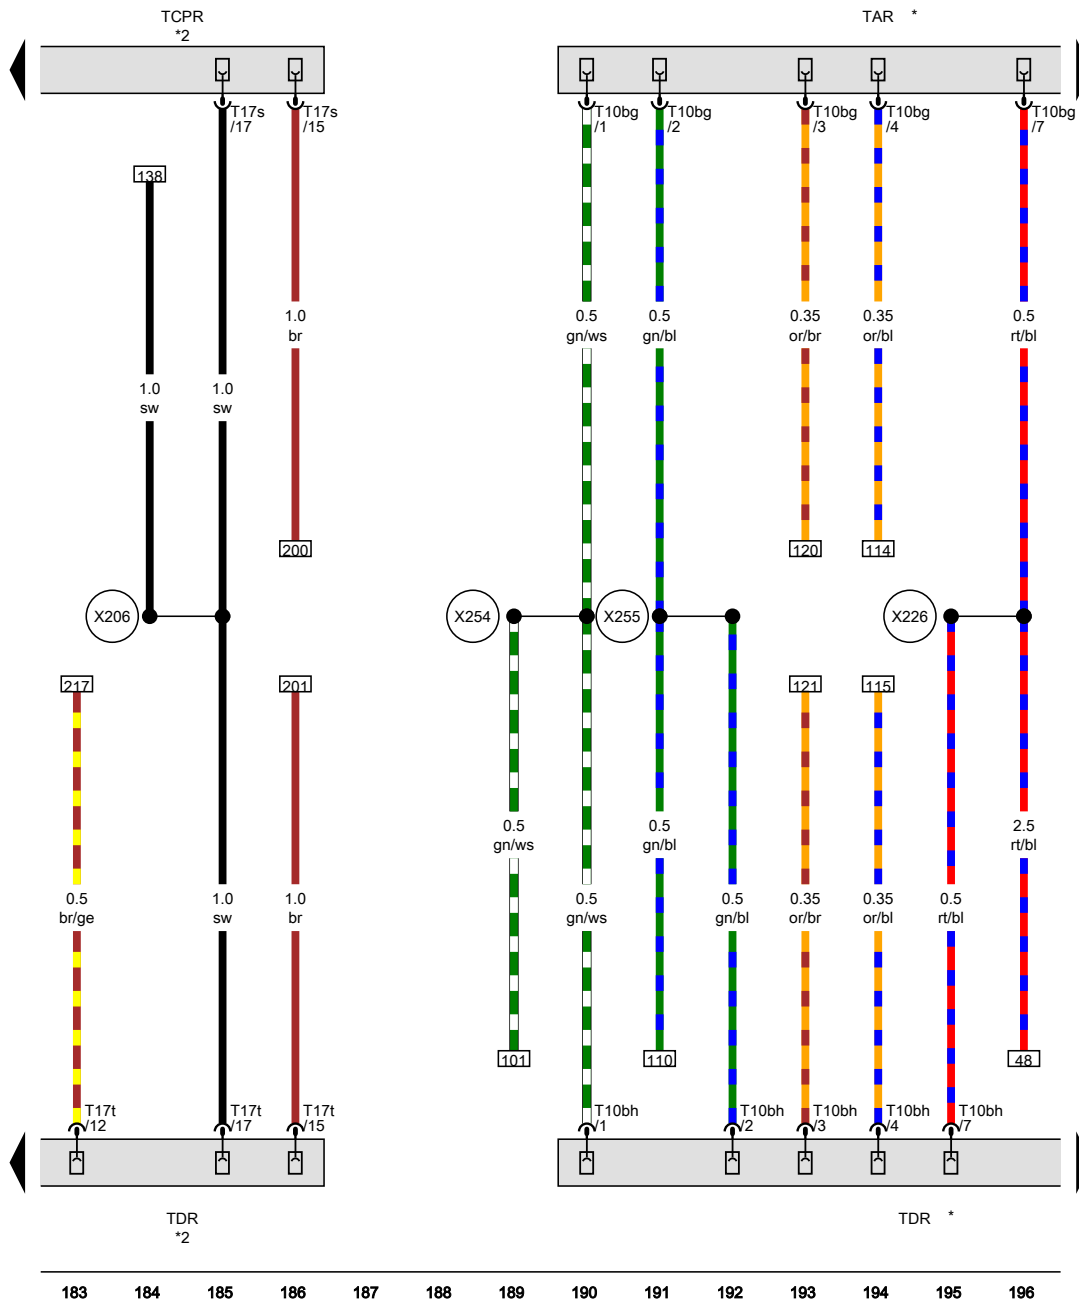 TCPR
*2
TAR *
T17s
/17
T17s
/15
T10bg
/1
T10bg
/2
T10bg
/3
T10bg
/4
T10bg
/7
138
1.0
br
0.5
gn/ws
0.5
gn/bl
0.35
or/br
0.35
or/bl
0.5
rt/bl
1.0
sw
1.0
sw
200
120
114
X206
X254
X255
X226
217
201
121
115
0.5
gn/ws
0.5
gn/bl
2.5
rt/bl
0.5
br/ge
1.0
sw
1.0
br
0.5
gn/ws
0.5
gn/bl
0.35
or/br
0.35
or/bl
0.5
rt/bl
101
110
48
T17t
/12
T17t
/17
T17t
/15
T10bh
/1
T10bh
/2
T10bh
/3
T10bh
/4
T10bh
/7
TDR
*2
TDR *
183 184 185 186 187 188 189 190 191 192 193 194 195 196